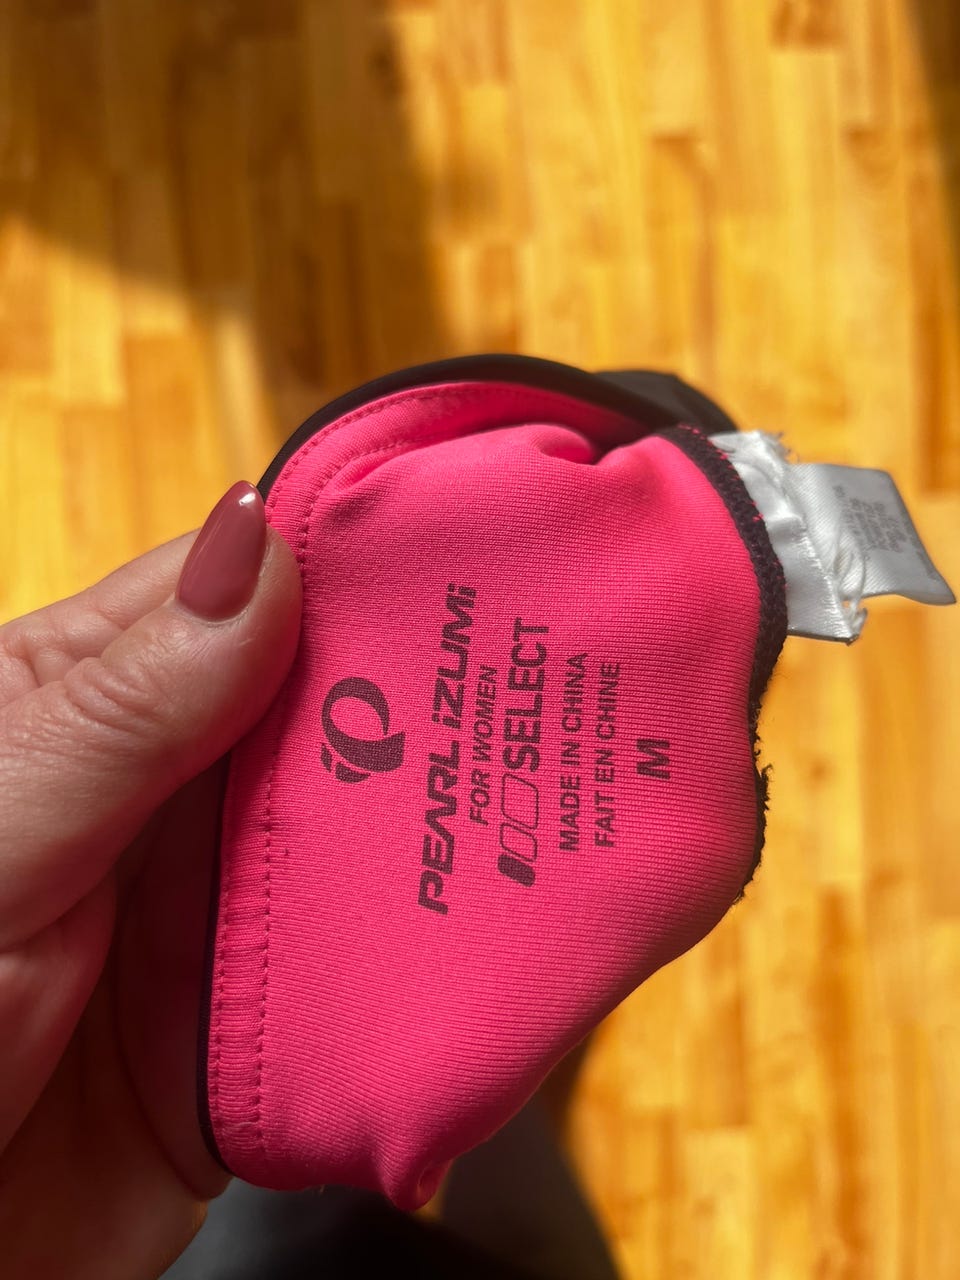 PEARL iZUMi
FOR WOMEN
SELECT
MADE IN CHINA
FAIT EN CHINE
M